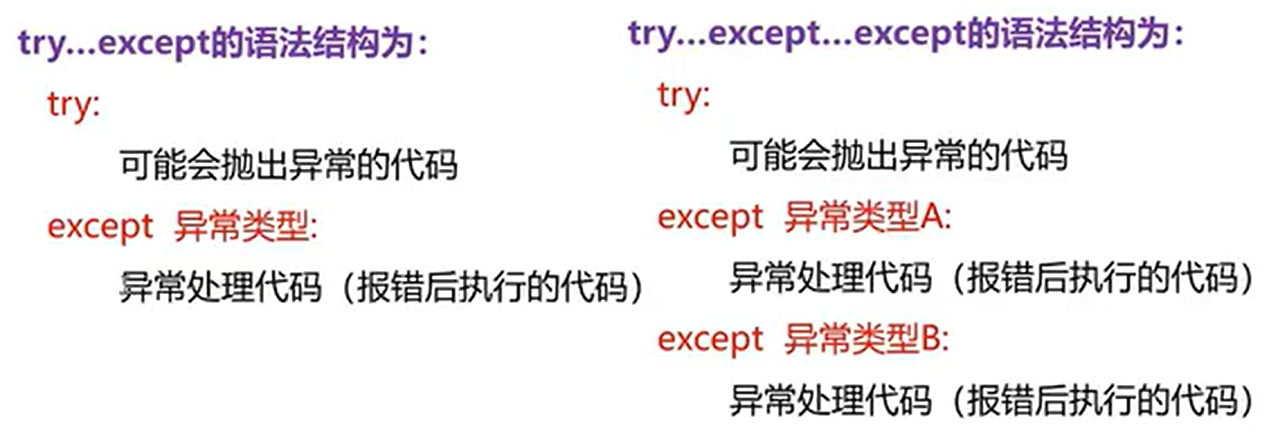 try...except的语法结构为：
try:
可能会抛出异常的代码
except 异常类型:
异常处理代码（报错后执行的代码）
try...except...except的语法结构为：
try:
可能会抛出异常的代码
except 异常类型A:
异常处理代码（报错后执行的代码）
except 异常类型B:
异常处理代码（报错后执行的代码）